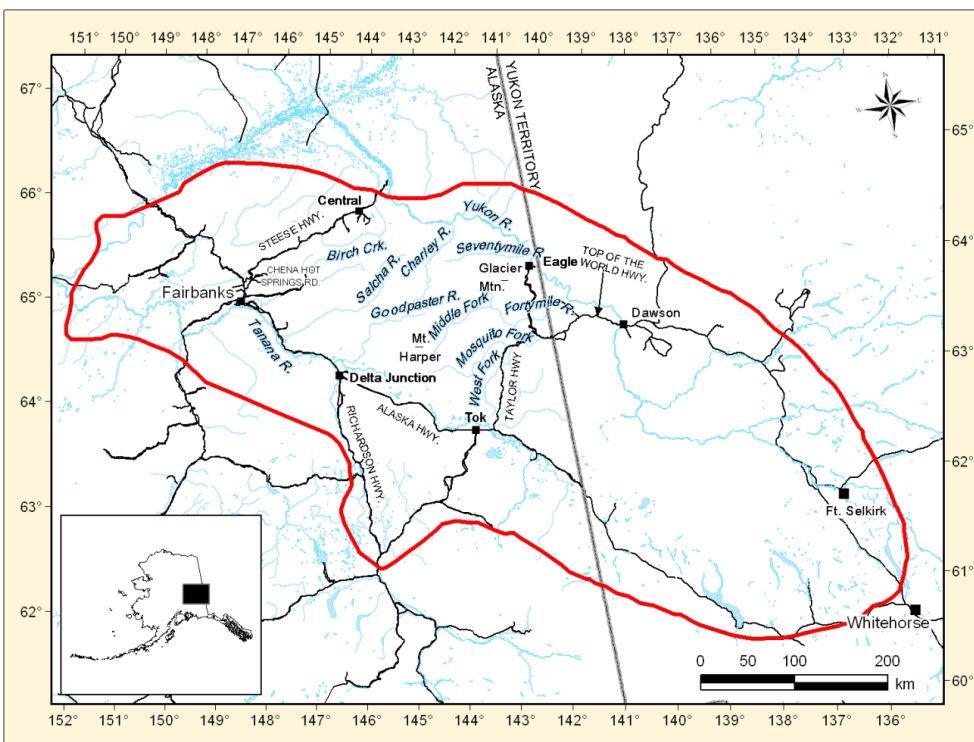 151° 150° 149° 148° 147° 146° 145° 144° 143° 142° 141° 140° 139° 138° 137° 136° 135° 134° 133° 132° 131°
67°
66°
65°
64°
63°
62°
65°
64°
63°
62°
61°
60°
YUKON TERRITORY
ALASKA
N
E
S
W
Central
STEESE HWY.
Yukon R.
Birch Crk.
Charley R.
Salcha R.
Seventymile R.
Glacier
Mtn.
Eagle
TOP OF THE
WORLD HWY.
CHENA HOT
SPRINGS RD.
Fairbanks
Goodpaster R.
Middle Fork
Fortymile R.
Dawson
Tanana R.
Mt.
Harper
Mosquito Fork
West Fork
TAYLOR HWY
Delta Junction
ALASKA HWY.
Tok
RICHARDSON HWY.
Ft. Selkirk
Whitehorse
0 50 100 200
km
152° 151° 150° 149° 148° 147° 146° 145° 144° 143° 142° 141° 140° 139° 138° 137° 136°